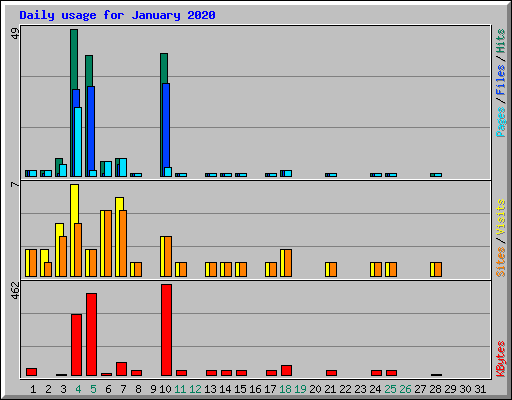 Daily usage for January 2020
49
Pages / Files / Hits
7
Sites / Visits
462
KBytes
1 2 3 4 5 6 7 8 9 10 11 12 13 14 15 16 17 18 19 20 21 22 23 24 25 26 27 28 29 30 31